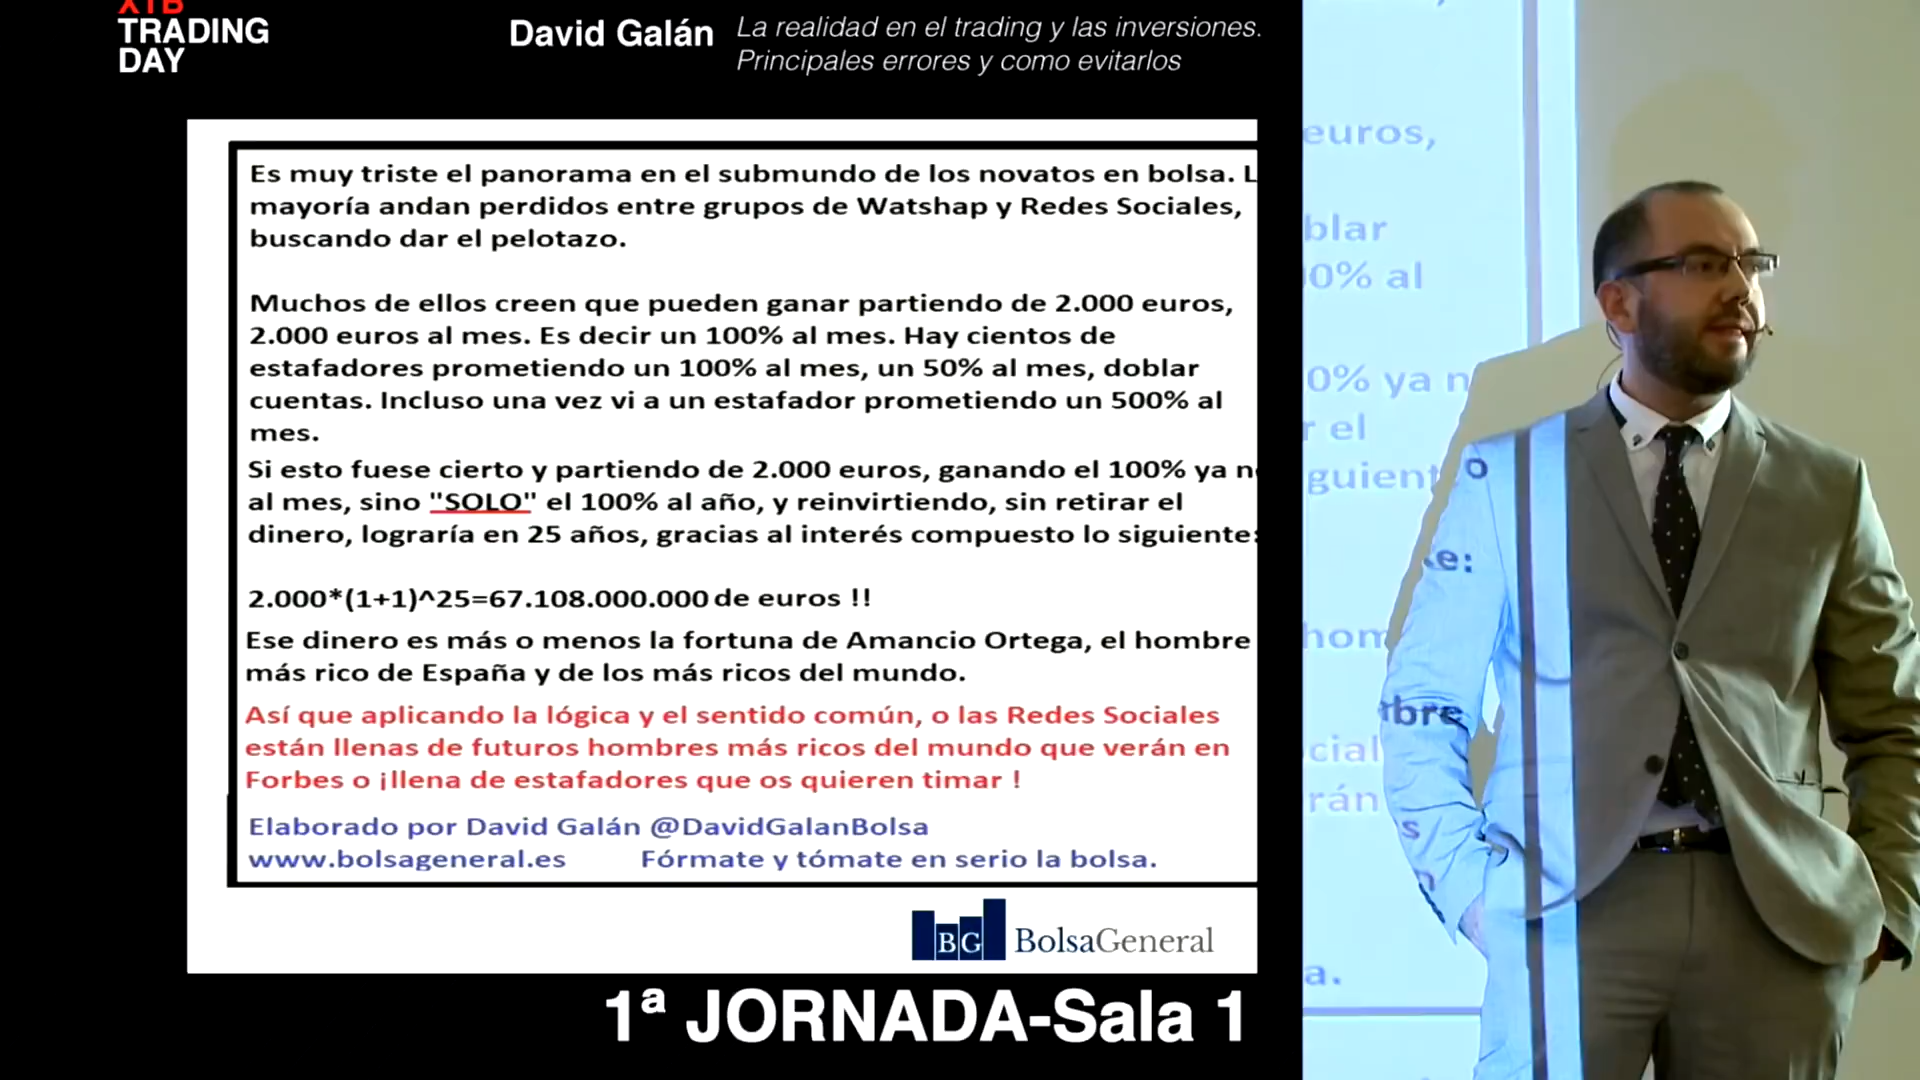 XTB
TRADING
DAY
David Galán
La realidad en el trading y las inversiones.
Principales errores y como evitarlos
Es muy triste el panorama en el submundo de los novatos en bolsa. L
mayoría andan perdidos entre grupos de Watshap y Redes Sociales,
buscando dar el pelotazo.
Muchos de ellos creen que pueden ganar partiendo de 2.000 euros,
2.000 euros al mes. Es decir un 100% al mes. Hay cientos de
estafadores prometiendo un 100% al mes, un 50% al mes, doblar
cuentas. Incluso una vez vi a un estafador prometiendo un 500% al
mes.
Si esto fuese cierto y partiendo de 2.000 euros, ganando el 100% ya n
al mes, sino "SOLO" el 100% al año, y reinvirtiendo, sin retirar el
dinero, lograría en 25 años, gracias al interés compuesto lo siguiente:
2.000*(1+1)^25=67.108.000.000 de euros !!
Ese dinero es más o menos la fortuna de Amancio Ortega, el hombre
más rico de España y de los más ricos del mundo.
Así que aplicando la lógica y el sentido común, o las Redes Sociales
están llenas de futuros hombres más ricos del mundo que verán en
Forbes o ¡llena de estafadores que os quieren timar !
Elaborado por David Galán @DavidGalanBolsa
www.bolsageneral.es Fórmate y tómate en serio la bolsa.
BG BolsaGeneral
1ª JORNADA-Sala 1
euros,
blar
00% al
0% ya n
r el
guient
o
e:
hom
bre
cial
rán
s
n
a.